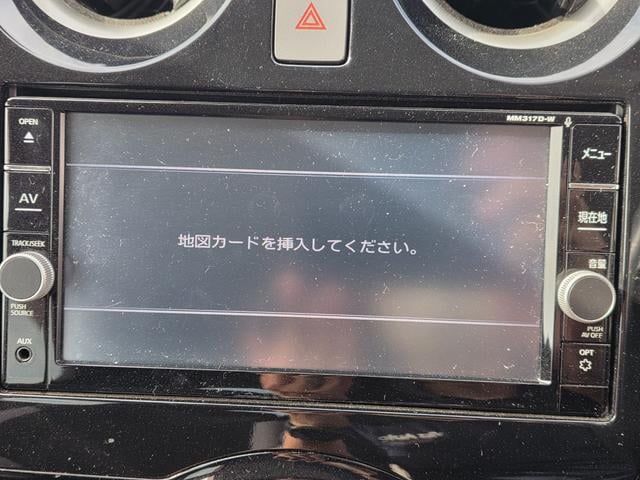 MM317D-W
OPEN
AV
TRACK/SEEK
PUSH
SOURCE
AUX
地図カードを挿入してください。
メニュー
現在地
音量
PUSH
AV OFF
OPT